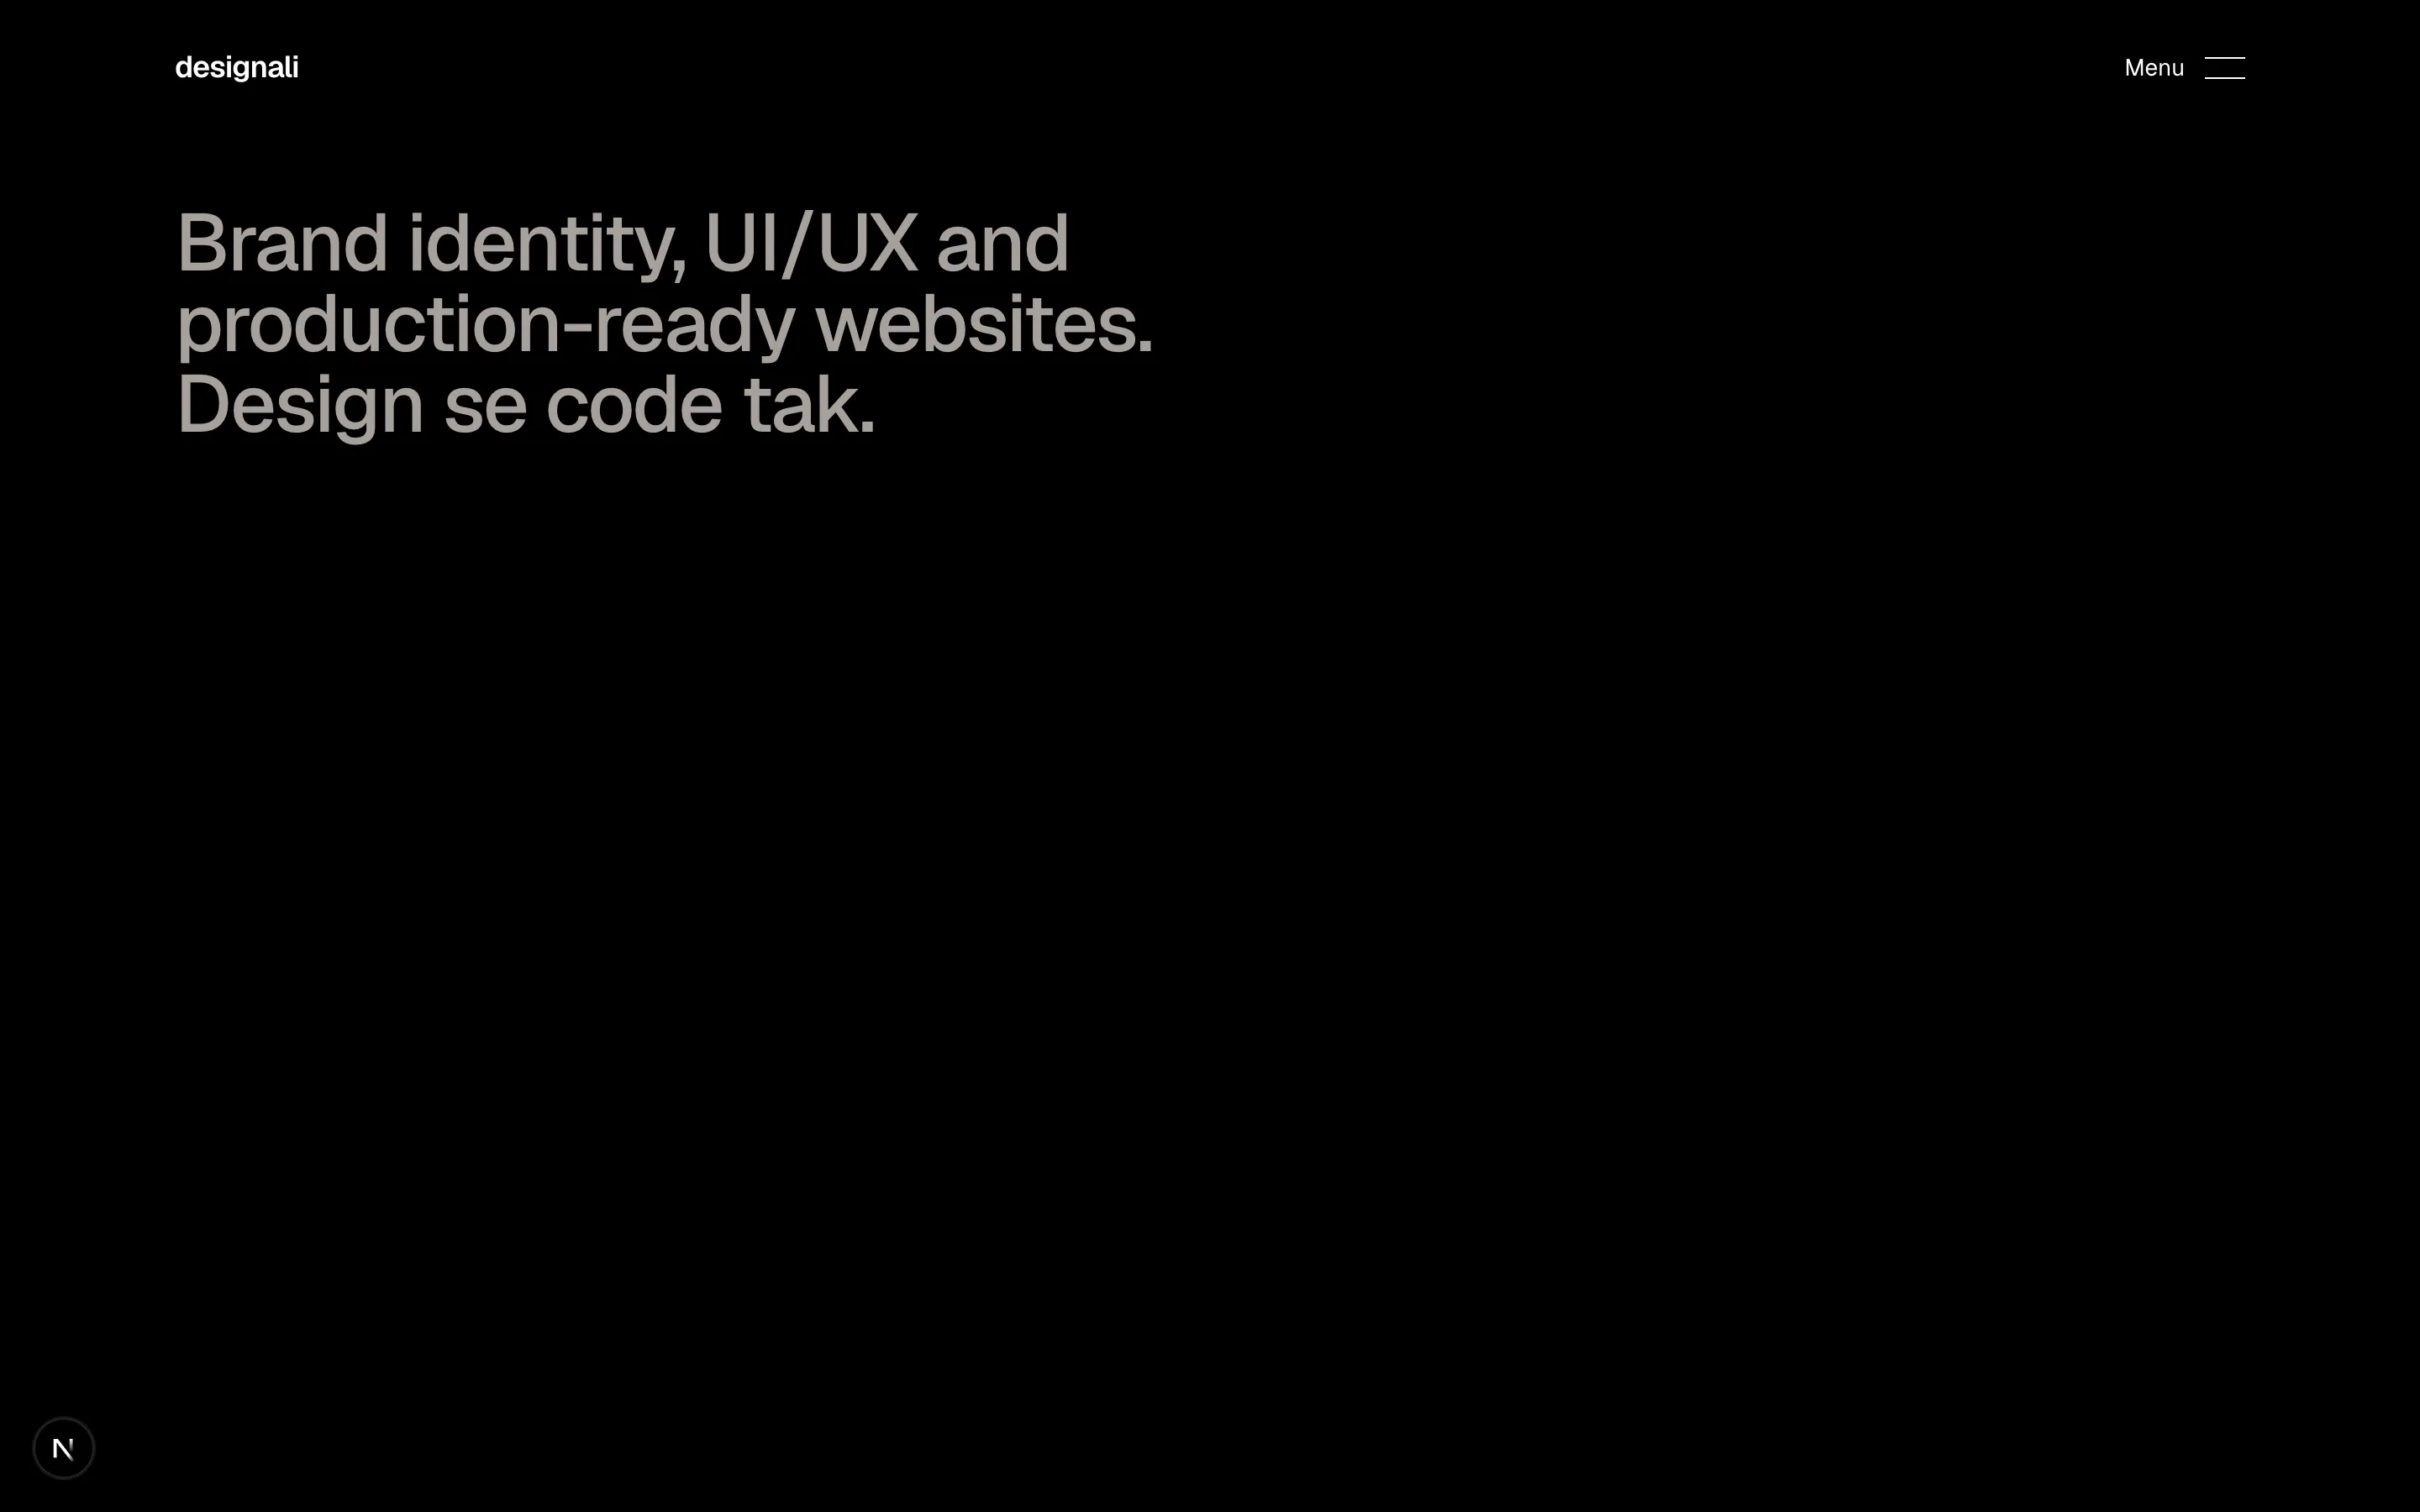 designali
Menu
Brand identity, UI/UX and
production-ready websites.
Design se code tak.
N